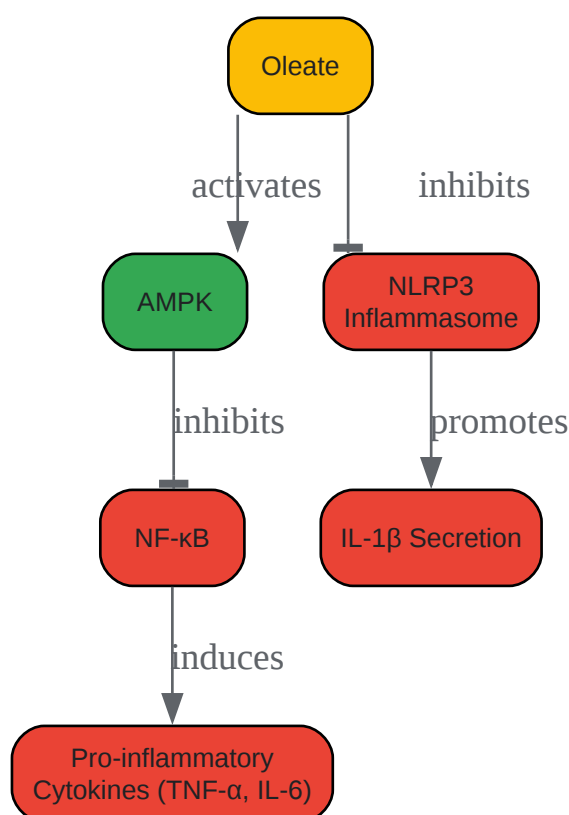 Oleate
activates
inhibits
AMPK
NLRP3
Inflammasome
inhibits
promotes
NF-κB
IL-1β Secretion
induces
Pro-inflammatory
Cytokines (TNF-α, IL-6)